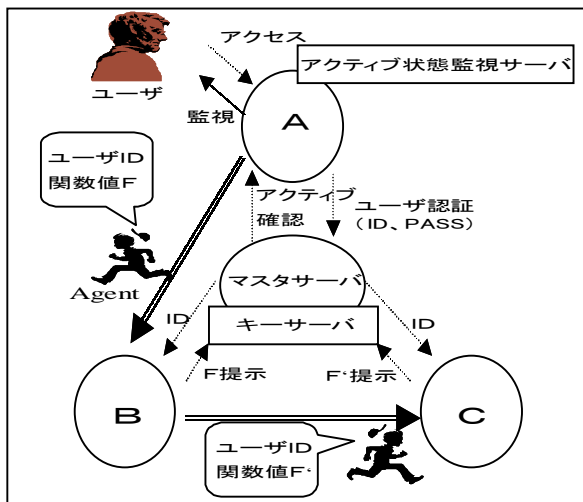 アクセス
アクティブ状態監視サーバ
ユーザ
監視
A
ユーザID
関数値F
アクティブ
確認
ユーザ認証
(ID、PASS)
マスタサーバ
Agent
ID
キーサーバ
ID
F提示
F‘提示
B
C
ユーザID
関数値F‘